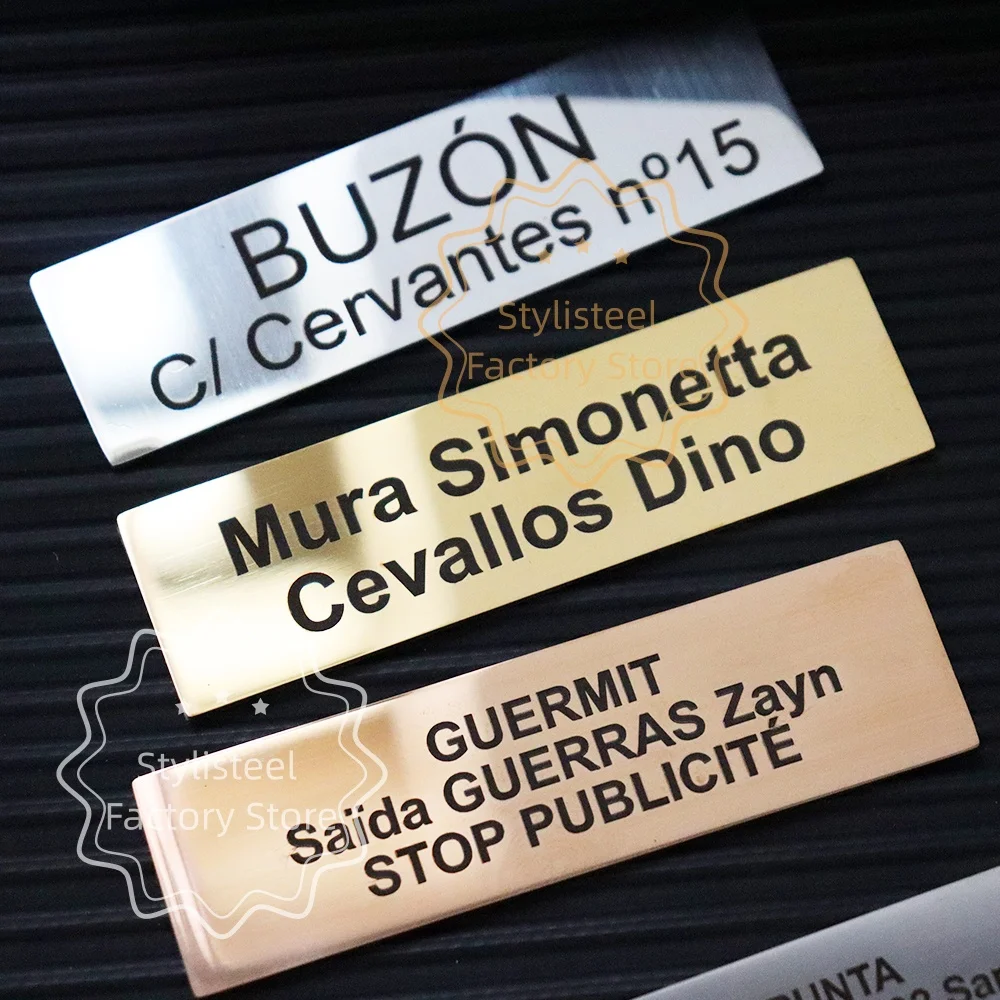 BUZÓN
C/ Cervantes nº15
Stylisteel
Factory Store
Mura Simonetta
Cevallos Dino
GUERMIT
Saïda GUERRAS Zayn
STOP PUBLICITÉ
Stylisteel
Factory Store